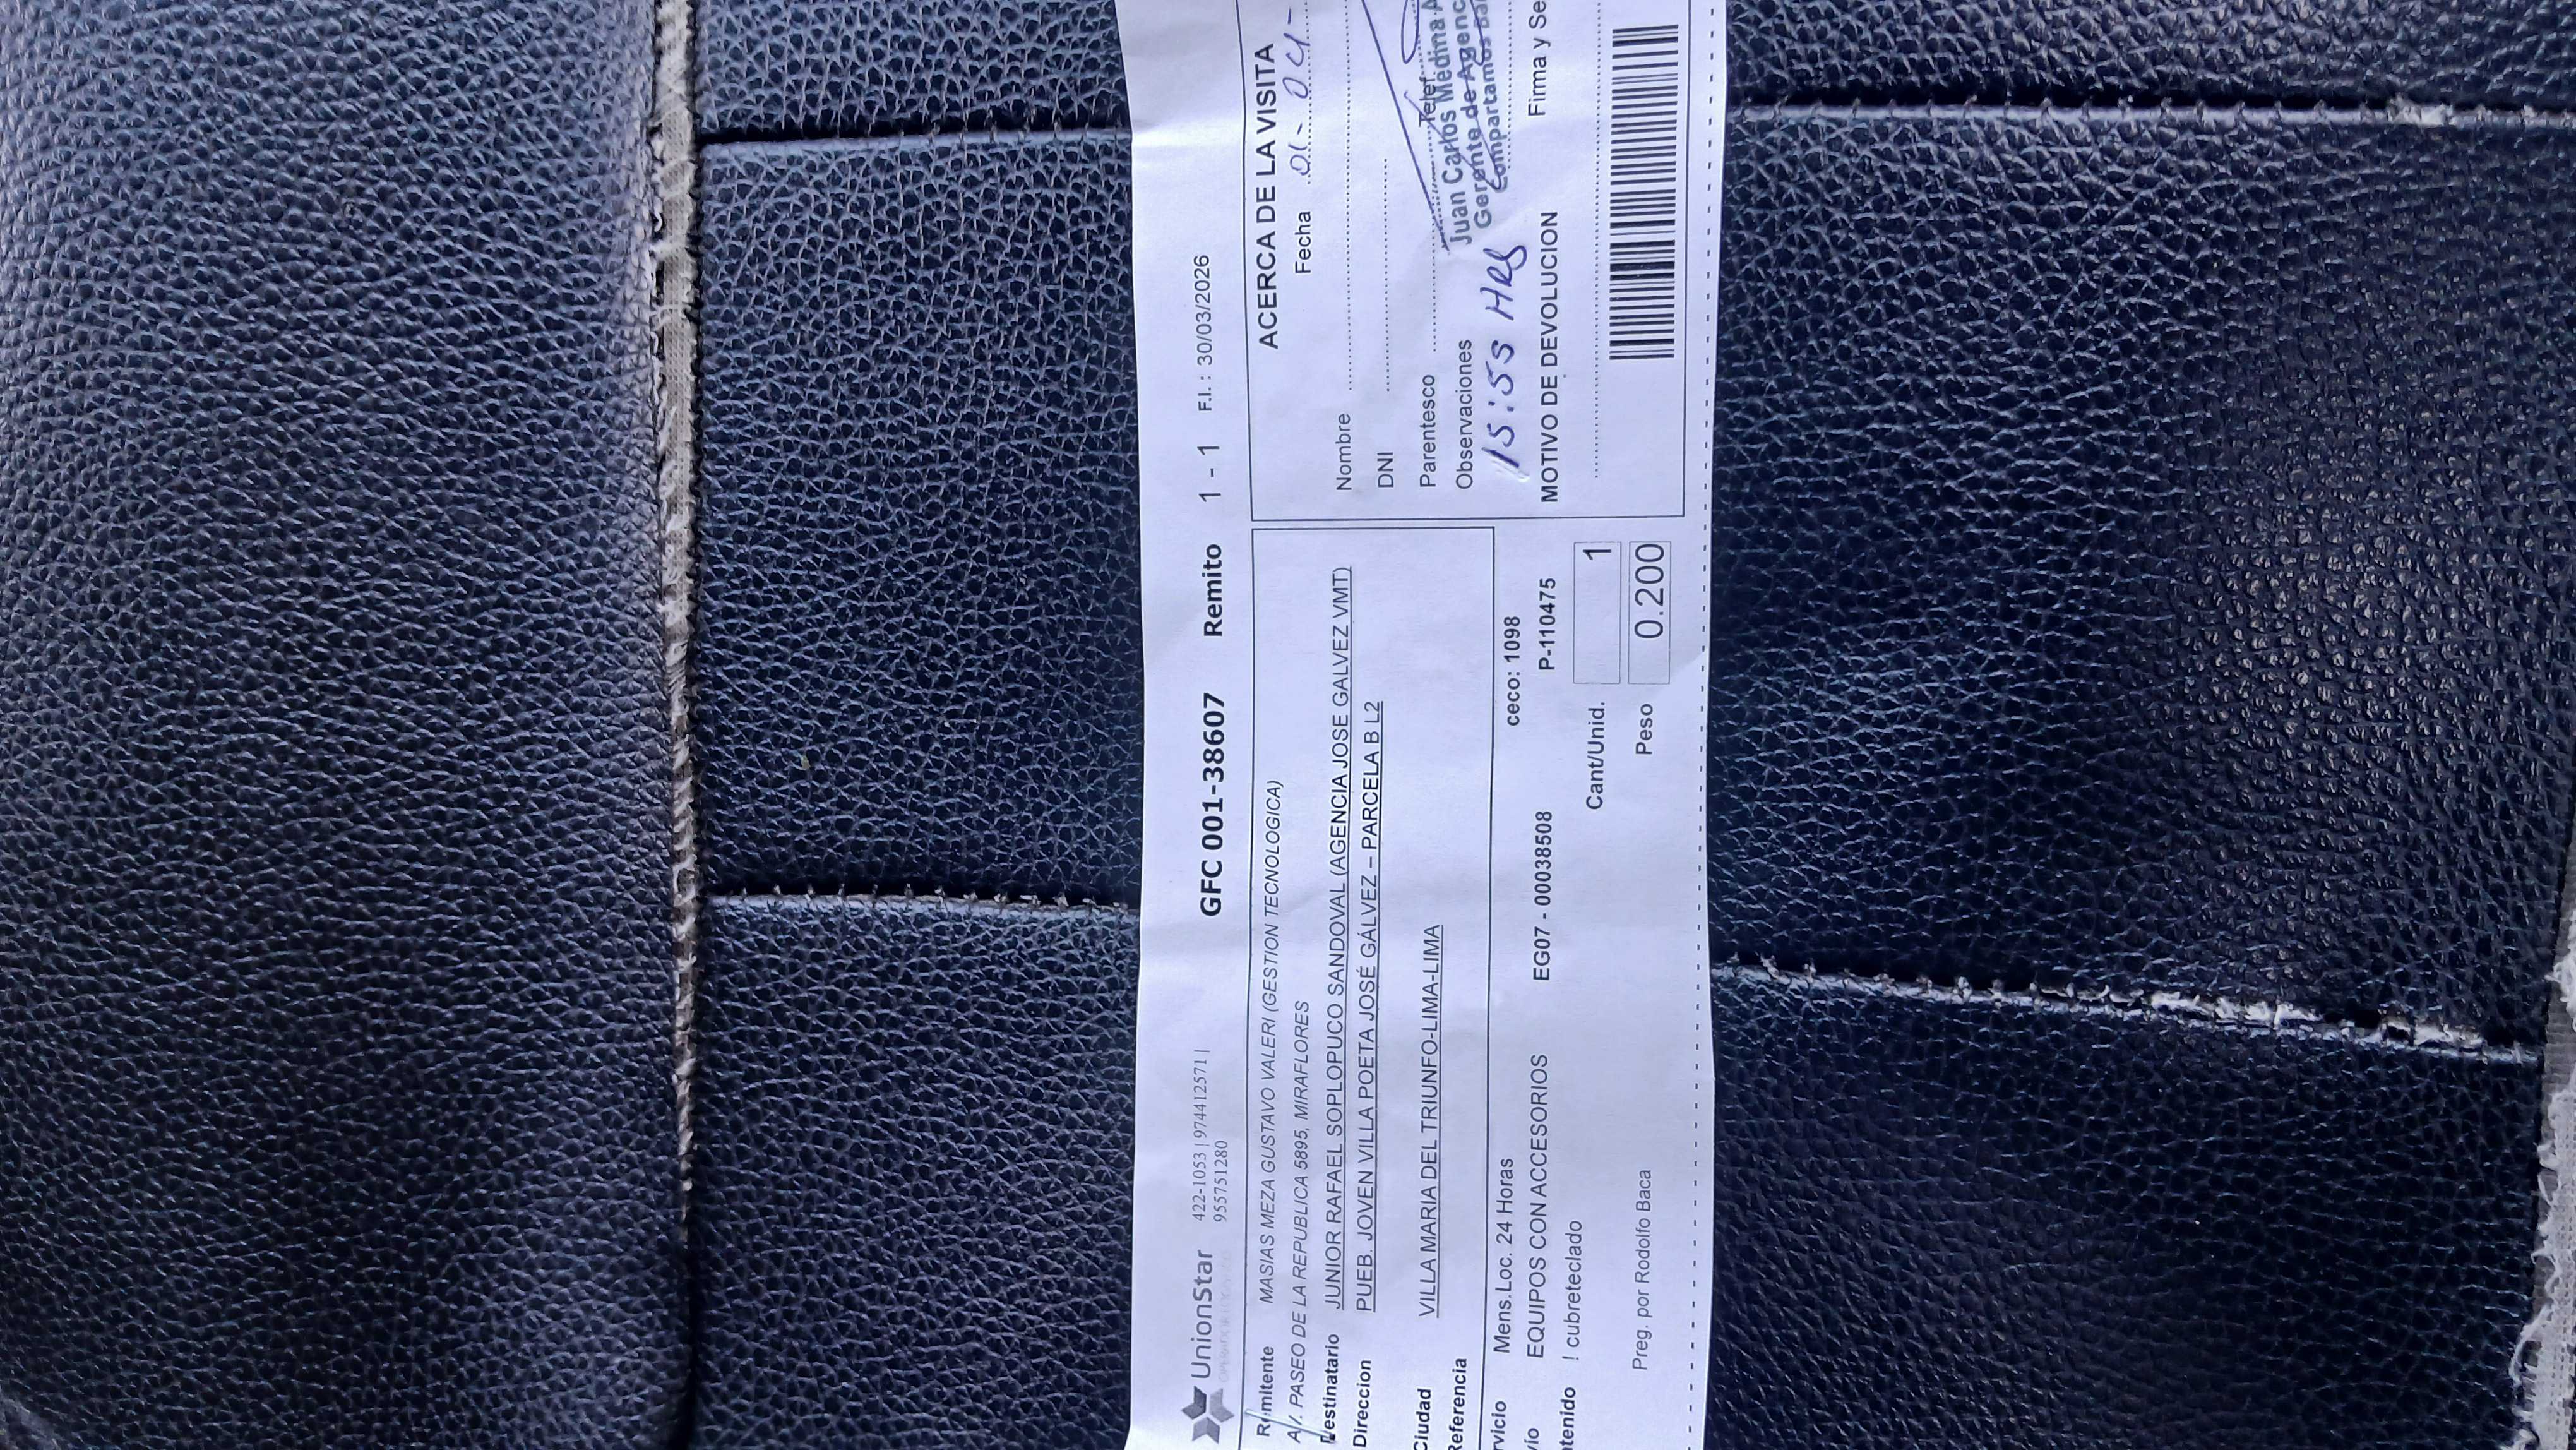 UnionStar 422-1053 | 974412571 | GFC 001-38607 Remito 1 - 1 F.I. : 30/03/2026
955751280
Remitente MASIAS MEZA GUSTAVO VALERI (GESTION TECNOLOGICA)
AV. PASEO DE LA REPUBLICA 5895, MIRAFLORES
Destinatario JUNIOR RAFAEL SOPLOPUCO SANDOVAL (AGENCIA JOSE GALVEZ VMT)
Direccion PUEB. JOVEN VILLA POETA JOSÉ GÁLVEZ – PARCELA B L2
Ciudad VILLA MARIA DEL TRIUNFO-LIMA-LIMA
Referencia
rvicio Mens.Loc. 24 Horas ceco: 1098
vío EQUIPOS CON ACCESORIOS EG07 - 00038508 P-110475
tenido ! cubreteclado
Cant/Unid. 1
Preg. por Rodolfo Baca Peso 0.200
ACERCA DE LA VISITA
Fecha 01- 04-
Nombre
DNI
Parentesco Telef.
Juan Carlos Medina A
Observaciones Gerente de Agenc
15:55 HRS Compartamos Ban
MOTIVO DE DEVOLUCION Firma y Se